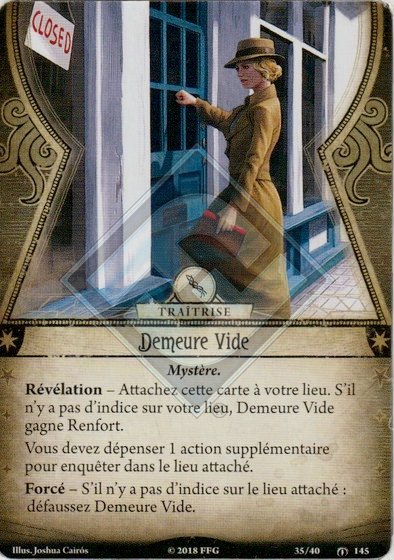 CLOSED
TRAÎTRISE
Demeure Vide
Mystère.
Révélation – Attachez cette carte à votre lieu. S'il
n'y a pas d'indice sur votre lieu, Demeure Vide
gagne Renfort.
Vous devez dépenser 1 action supplémentaire
pour enquêter dans le lieu attaché.
Forcé – S'il n'y a pas d'indice sur le lieu attaché :
défaussez Demeure Vide.
Illus. Joshua Cairós © 2018 FFG 35/40 145